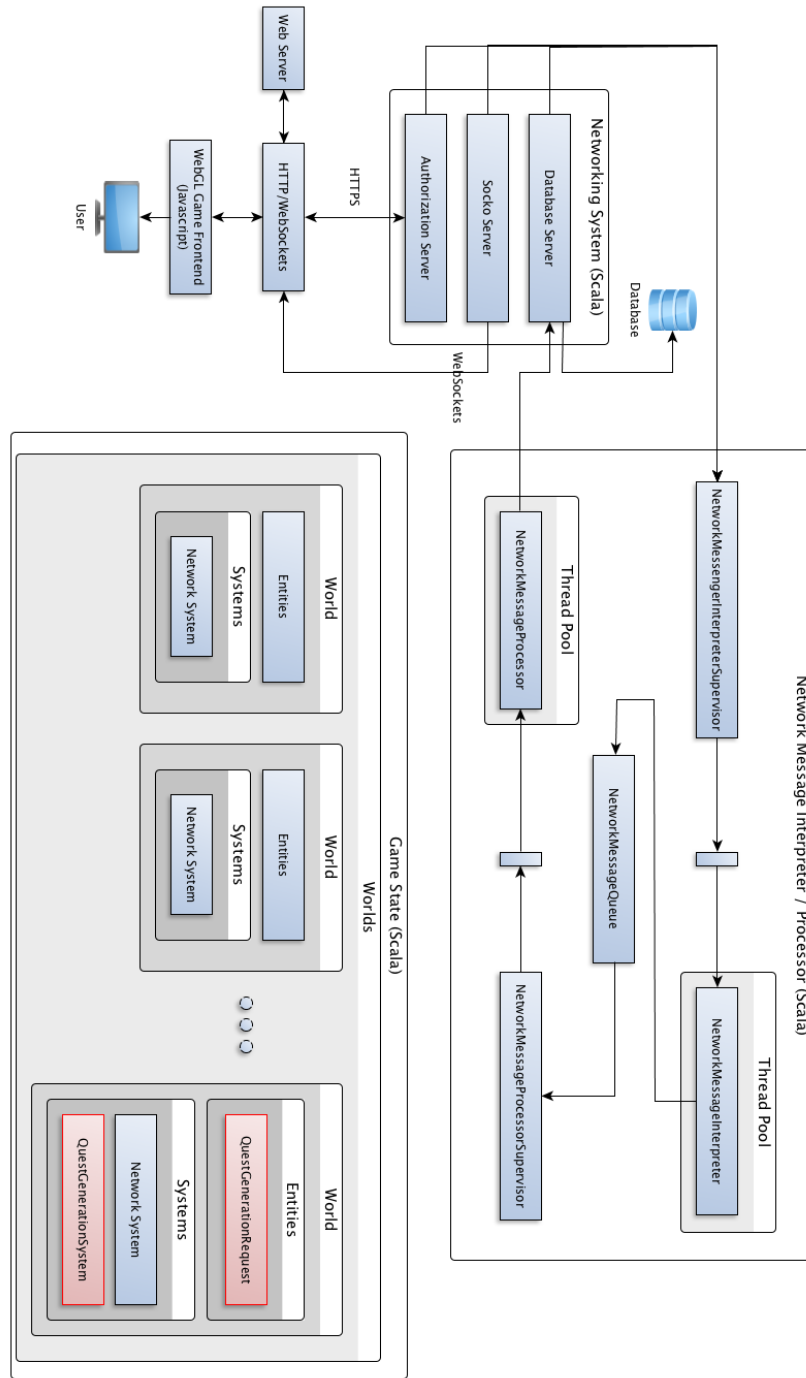 Web Server
HTTP/WebSockets
WebGL Game Frontend
(Javascript)
User
HTTPS
WebSockets
Networking System (Scala)
Database Server
Socko Server
Authorization Server
Database
Network Message Interpreter / Processor (Scala)
NetworkMessengerInterpreterSupervisor
Thread Pool
NetworkMessageInterpreter
NetworkMessageQueue
NetworkMessageProcessorSupervisor
Thread Pool
NetworkMessageProcessor
Game State (Scala)
Worlds
World
Entities
Systems
Network System
World
Entities
Systems
Network System
World
Entities
QuestGenerationRequest
Systems
Network System
QuestGenerationSystem